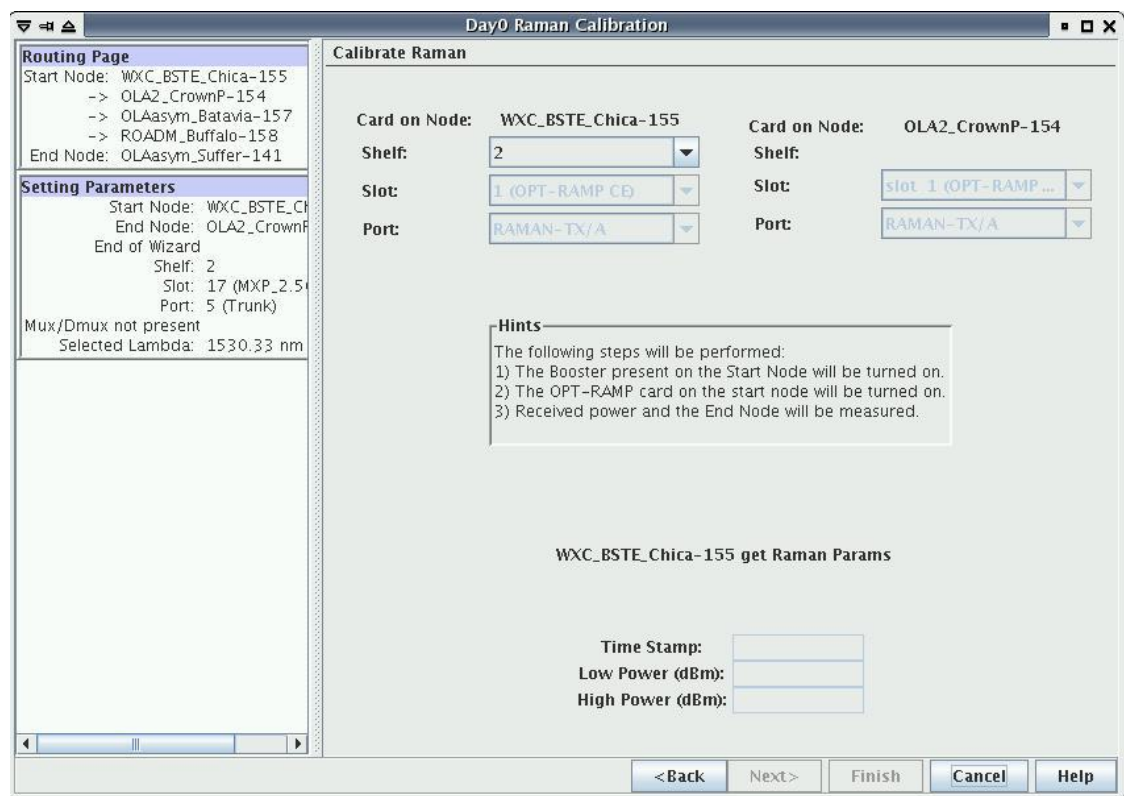 Day0 Raman Calibration
Routing Page
Start Node: WXC_BSTE_Chica-155
-> OLA2_CrownP-154
-> OLAasym_Batavia-157
-> ROADM_Buffalo-158
End Node: OLAasym_Suffer-141
Setting Parameters
Start Node: WXC_BSTE_Ch
End Node: OLA2_CrownP
End of Wizard
Shelf: 2
Slot: 17 (MXP_2.5
Port: 5 (Trunk)
Mux/Dmux not present
Selected Lambda: 1530.33 nm
Calibrate Raman
Card on Node: WXC_BSTE_Chica-155
Shelf: 2
Slot: 1 (OPT-RAMP CE)
Port: RAMAN-TX/A
Card on Node: OLA2_CrownP-154
Shelf:
Slot: slot 1 (OPT-RAMP ...
Port: RAMAN-TX/A
Hints
The following steps will be performed:
1) The Booster present on the Start Node will be turned on.
2) The OPT-RAMP card on the start node will be turned on.
3) Received power and the End Node will be measured.
WXC_BSTE_Chica-155 get Raman Params
Time Stamp:
Low Power (dBm):
High Power (dBm):
<Back Next> Finish Cancel Help